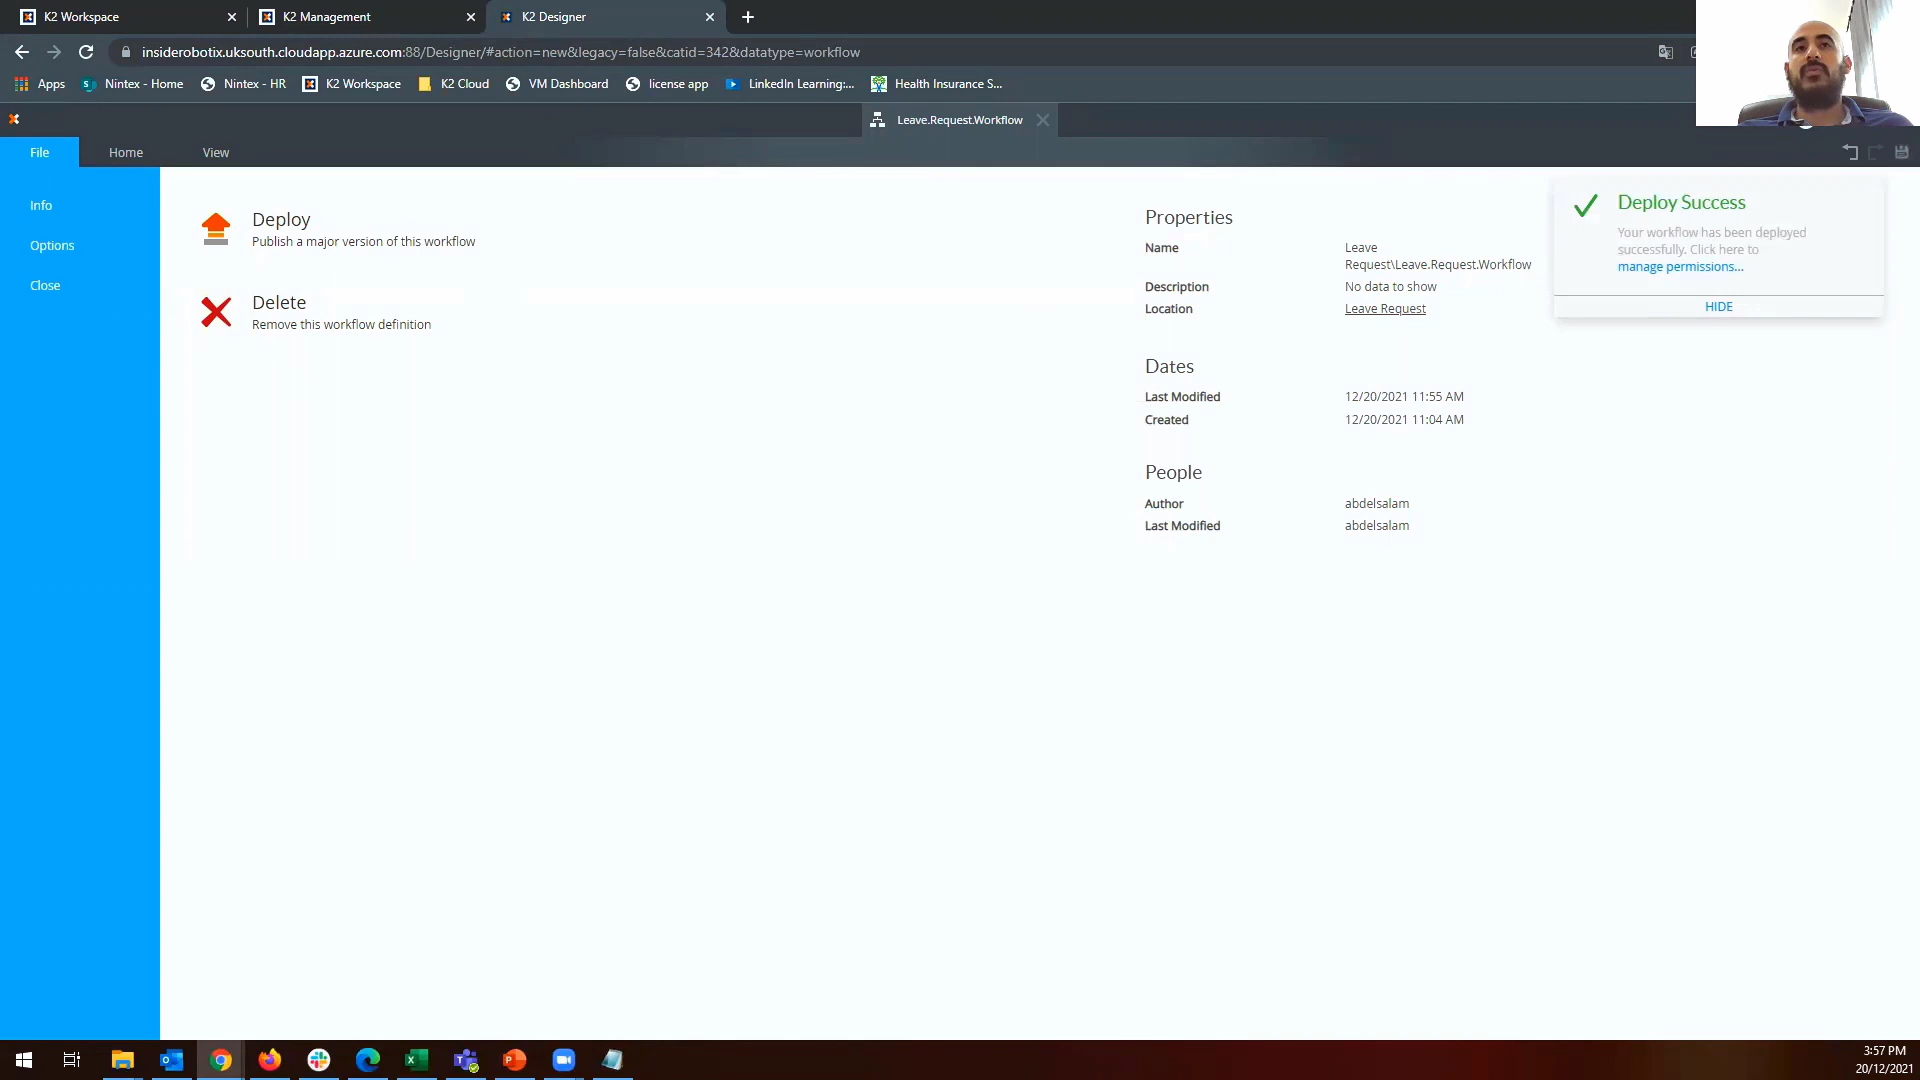 K2 Workspace
K2 Management
K2 Designer
insiderobotix.uksouth.cloudapp.azure.com:88/Designer/#action=new&legacy=false&catid=342&datatype=workflow
Apps
Nintex - Home
Nintex - HR
K2 Workspace
K2 Cloud
VM Dashboard
license app
LinkedIn Learning:...
Health Insurance S...
Leave.Request.Workflow
File
Home
View
Info
Options
Close
Deploy
Publish a major version of this workflow
Delete
Remove this workflow definition
Properties
Name
Leave
Request\Leave.Request.Workflow
Description
No data to show
Location
Leave Request
Dates
Last Modified
12/20/2021 11:55 AM
Created
12/20/2021 11:04 AM
People
Author
abdelsalam
Last Modified
abdelsalam
Deploy Success
Your workflow has been deployed
successfully. Click here to
manage permissions...
HIDE
3:57 PM
20/12/2021